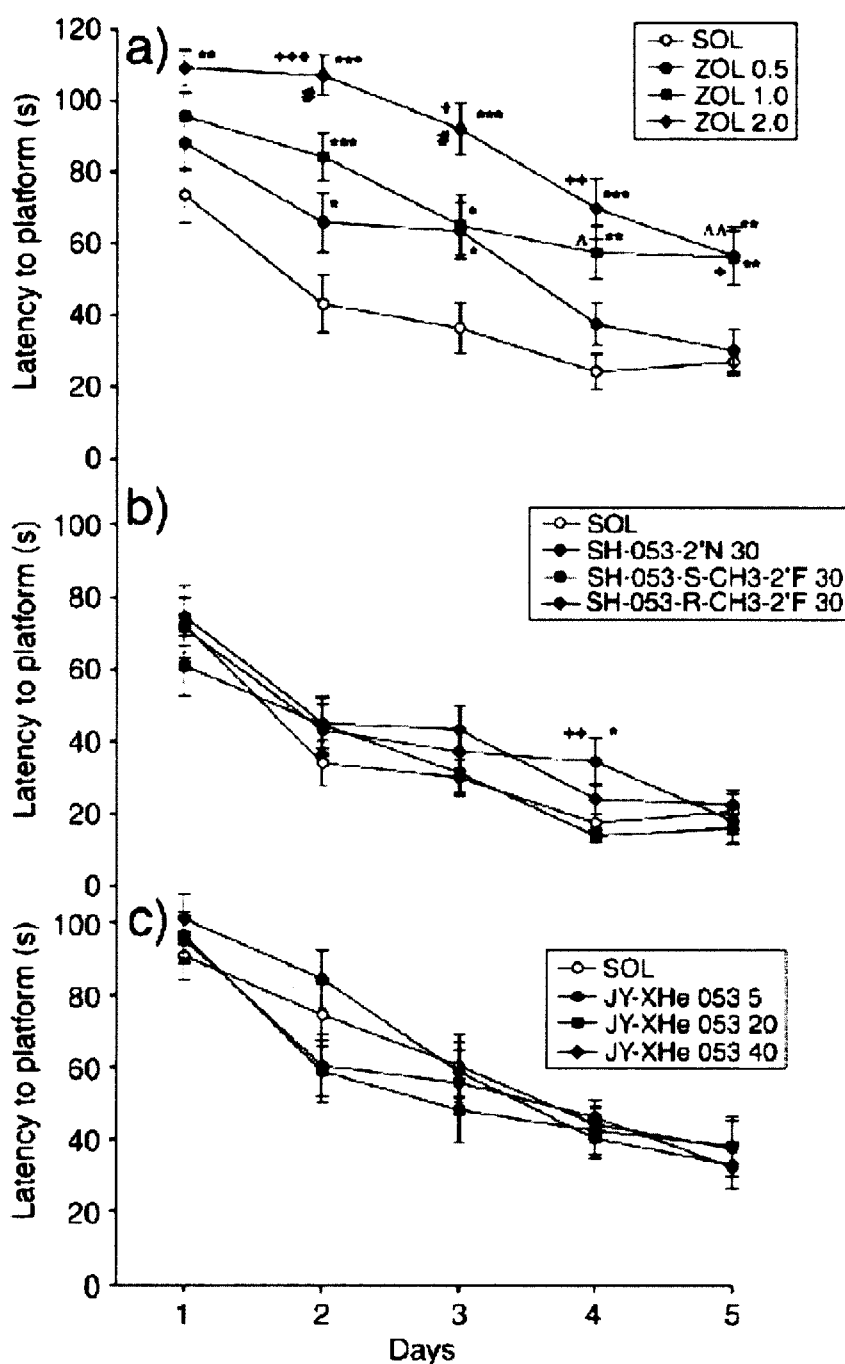 a)
Latency to platform (s)
120
100
80
60
40
20
0
SOL
ZOL 0.5
ZOL 1.0
ZOL 2.0
**
+++ ***
#
+ ***
#
++ ***
^ **
*
*
*
^^ **
+ **
***
b)
Latency to platform (s)
100
80
60
40
20
0
SOL
SH-053-2'N 30
SH-053-S-CH3-2'F 30
SH-053-R-CH3-2'F 30
++ *
c)
Latency to platform (s)
100
80
60
40
20
0
SOL
JY-XHe 053 5
JY-XHe 053 20
JY-XHe 053 40
1 2 3 4 5
Days